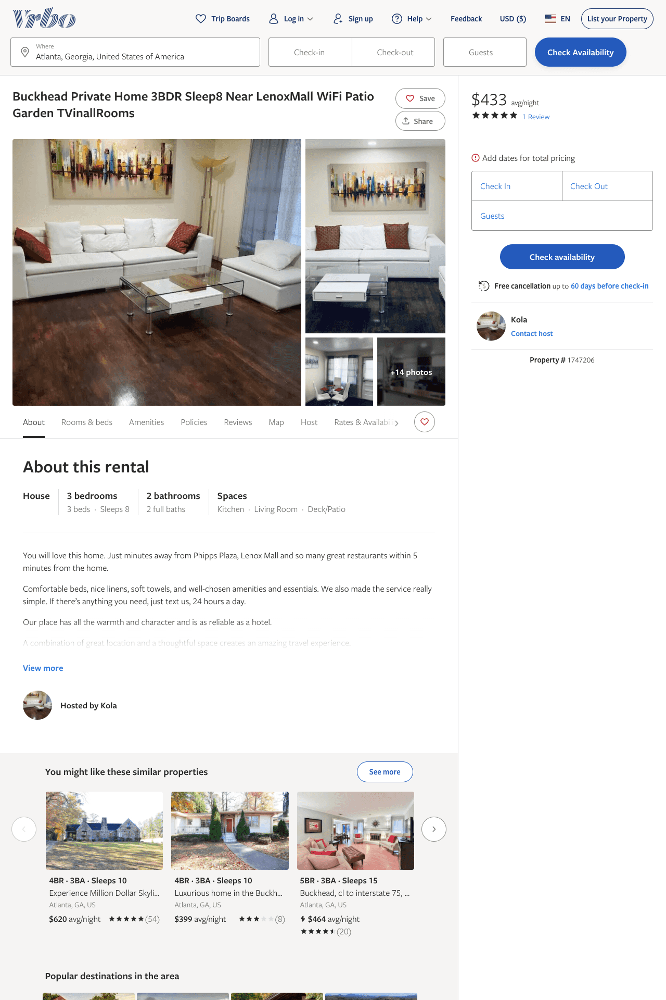 Vrbo
Trip Boards
Log in
Sign up
Help
Feedback
USD ($)
EN
List your Property
Where
Atlanta, Georgia, United States of America
Check-in
Check-out
Guests
Check Availability
Buckhead Private Home 3BDR Sleep8 Near LenoxMall WiFi Patio
Garden TVinallRooms
Save
Share
+14 photos
$433 avg/night
1 Review
Add dates for total pricing
Check In
Check Out
Guests
Check availability
Free cancellation up to 60 days before check-in
Kola
Contact host
Property # 1747206
About
Rooms & beds
Amenities
Policies
Reviews
Map
Host
Rates & Availabili
About this rental
House
3 bedrooms
3 beds · Sleeps 8
2 bathrooms
2 full baths
Spaces
Kitchen · Living Room · Deck/Patio
You will love this home. Just minutes away from Phipps Plaza, Lenox Mall and so many great restaurants within 5
minutes from the home.
Comfortable beds, nice linens, soft towels, and well-chosen amenities and essentials. We also made the service really
simple. If there’s anything you need, just text us, 24 hours a day.
Our place has all the warmth and character and is as reliable as a hotel.
A combination of great location and a thoughtful space creates an amazing travel experience.
View more
Hosted by Kola
You might like these similar properties
See more
4BR · 3BA · Sleeps 10
Experience Million Dollar Skyli...
Atlanta, GA, US
$620 avg/night
(54)
4BR · 3BA · Sleeps 10
Luxurious home in the Buckh...
Atlanta, GA, US
$399 avg/night
(8)
5BR · 3BA · Sleeps 15
Buckhead, cl to interstate 75, ...
Atlanta, GA, US
$464 avg/night
(20)
Popular destinations in the area